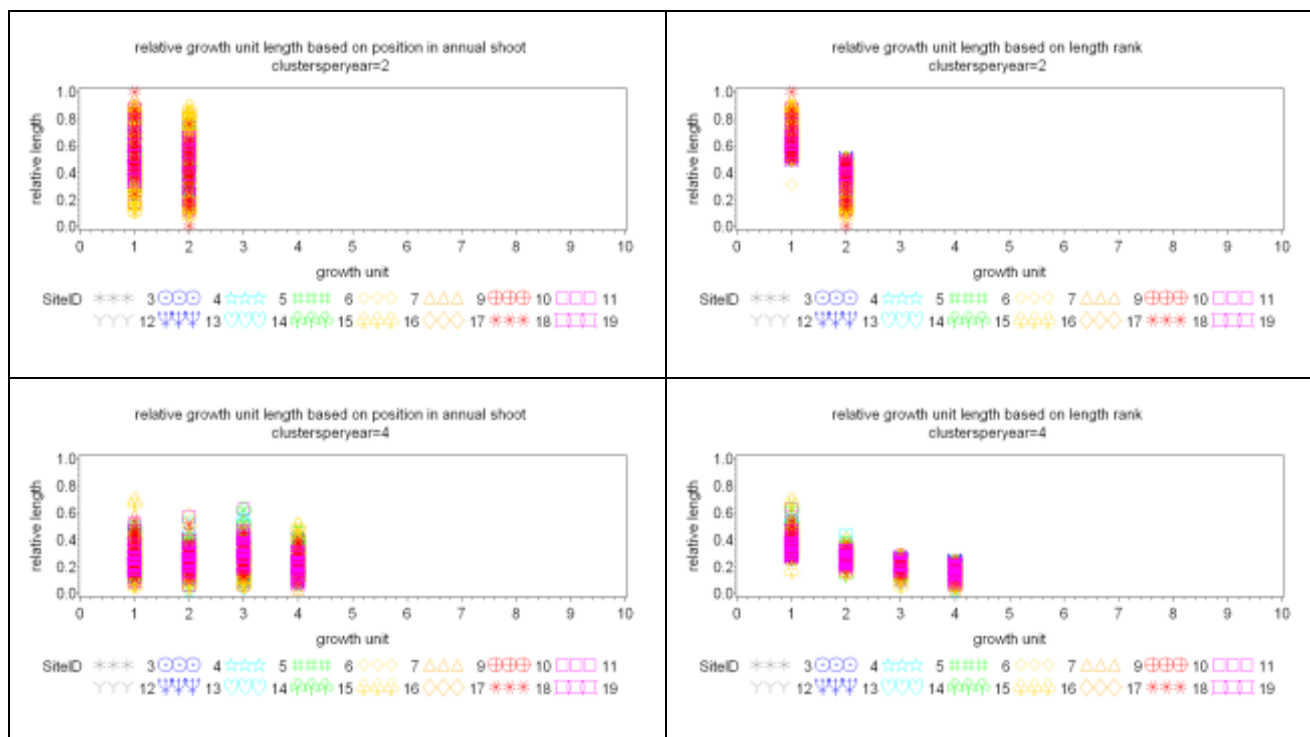 relative growth unit length based on position in annual shoot
clustersperyear=2
relative length
1.0
0.8
0.6
0.4
0.2
0.0
0 1 2 3 4 5 6 7 8 9 10
growth unit
SiteID 3 4 5 6 7 9 10 11
12 13 14 15 16 17 18 19
relative growth unit length based on length rank
clustersperyear=2
relative length
1.0
0.8
0.6
0.4
0.2
0.0
0 1 2 3 4 5 6 7 8 9 10
growth unit
SiteID 3 4 5 6 7 9 10 11
12 13 14 15 16 17 18 19
relative growth unit length based on position in annual shoot
clustersperyear=4
relative length
1.0
0.8
0.6
0.4
0.2
0.0
0 1 2 3 4 5 6 7 8 9 10
growth unit
SiteID 3 4 5 6 7 9 10 11
12 13 14 15 16 17 18 19
relative growth unit length based on length rank
clustersperyear=4
relative length
1.0
0.8
0.6
0.4
0.2
0.0
0 1 2 3 4 5 6 7 8 9 10
growth unit
SiteID 3 4 5 6 7 9 10 11
12 13 14 15 16 17 18 19